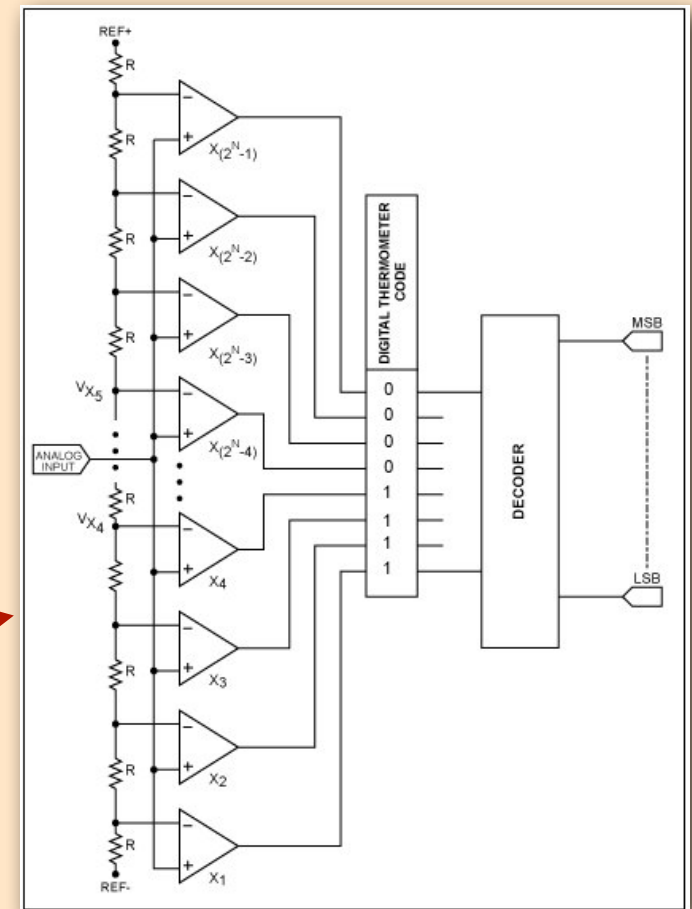 REF+
R
−
+
X(2^N-1)
R
−
+
X(2^N-2)
R
−
+
X(2^N-3)
R
VX5
−
+
X(2^N-4)
ANALOG
INPUT
R
VX4
−
+
X4
−
+
X3
R
R
−
+
X2
R
−
+
X1
R
REF-
DIGITAL THERMOMETER
CODE
0
0
0
0
1
1
1
1
DECODER
MSB
LSB